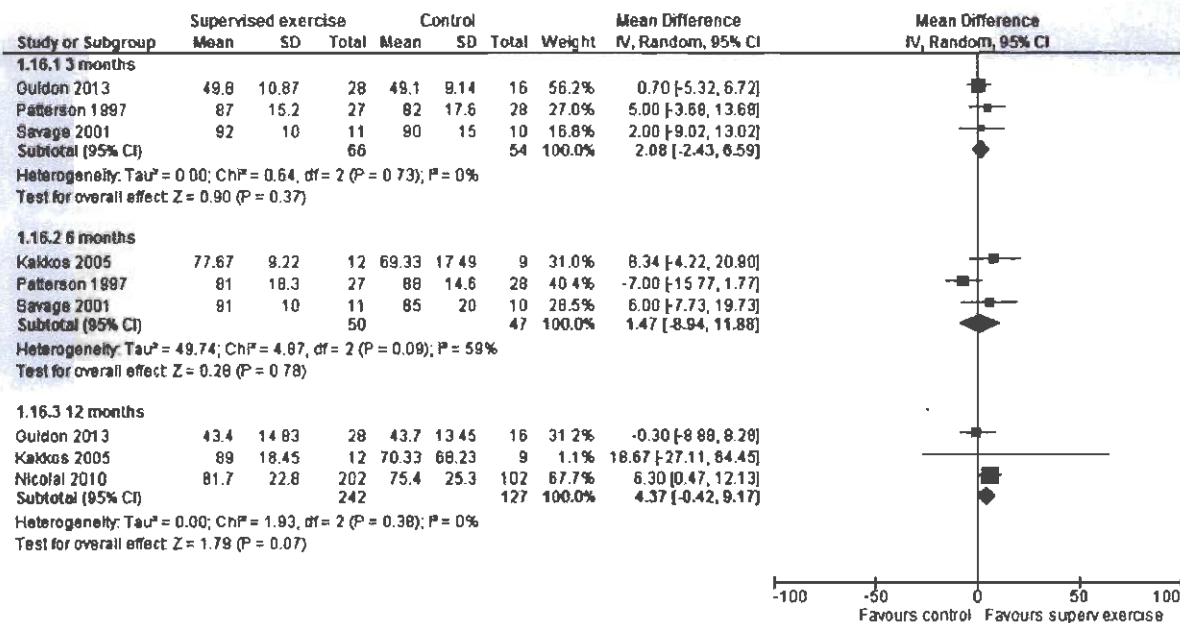 Supervised exercise Control Mean Difference Mean Difference
Study or Subgroup Mean SD Total Mean SD Total Weight IV, Random, 95% CI IV, Random, 95% CI
1.16.1 3 months
Guidon 2013 49.8 10.87 28 49.1 9.14 16 56.2% 0.70 [-5.32, 6.72]
Patterson 1997 87 15.2 27 82 17.6 28 27.0% 5.00 [-3.68, 13.68]
Savage 2001 92 10 11 90 15 10 16.8% 2.00 [-9.02, 13.02]
Subtotal (95% CI) 66 54 100.0% 2.08 [-2.43, 6.59]
Heterogeneity: Tau² = 0.00; Chi² = 0.64, df = 2 (P = 0.73); I² = 0%
Test for overall effect: Z = 0.90 (P = 0.37)
1.16.2 6 months
Kakkos 2005 77.67 9.22 12 69.33 17.49 9 31.0% 8.34 [-4.22, 20.90]
Patterson 1997 81 18.3 27 88 14.6 28 40.4% -7.00 [-15.77, 1.77]
Savage 2001 91 10 11 85 20 10 28.5% 6.00 [-7.73, 19.73]
Subtotal (95% CI) 50 47 100.0% 1.47 [-8.94, 11.88]
Heterogeneity: Tau² = 49.74; Chi² = 4.87, df = 2 (P = 0.09); I² = 59%
Test for overall effect: Z = 0.28 (P = 0.78)
1.16.3 12 months
Guidon 2013 43.4 14.83 28 43.7 13.45 16 31.2% -0.30 [-8.88, 8.28]
Kakkos 2005 89 18.45 12 70.33 68.23 9 1.1% 18.67 [-27.11, 64.45]
Nicolai 2010 81.7 22.8 202 75.4 25.3 102 67.7% 6.30 [0.47, 12.13]
Subtotal (95% CI) 242 127 100.0% 4.37 [-0.42, 9.17]
Heterogeneity: Tau² = 0.00; Chi² = 1.93, df = 2 (P = 0.38); I² = 0%
Test for overall effect: Z = 1.79 (P = 0.07)
-100 -50 0 50 100
Favours control Favours superv exercise